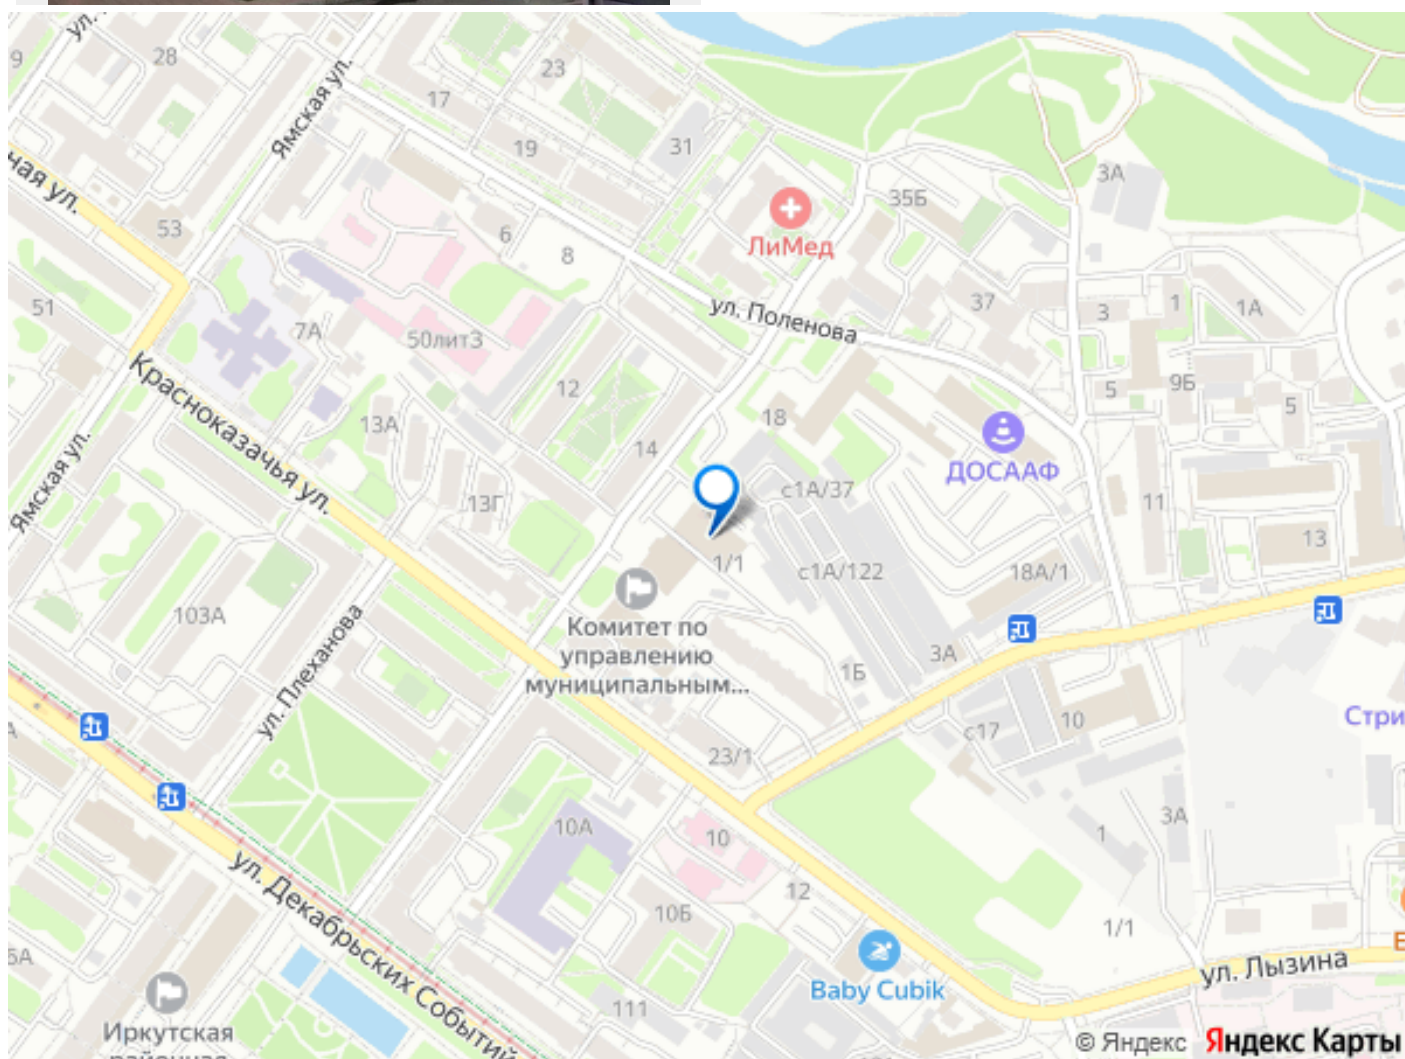 ул.
28
9
Ямская ул.
23
17
19
31
3А
35Б
ЛиМед
ная ул.
53
6
8
51
7А
50лит3
ул. Поленова
37
3
1
1А
Красноказачья ул.
12
13А
18
5
9Б
5
14
ДОСААФ
Ямская ул.
13Г
с1А/37
11
13
1/1
с1А/122
18А/1
103А
Комитет по
управлению
муниципальным...
ул. Плеханова
1Б
3А
Стри
с17
10
23/1
10А
10
3А
1
12
10Б
1/1
ул. Декабрьских Событий
5А
Baby Cubik
ул. Лызина
Е
111
Иркутская
районная
© Яндекс Яндекс Карты